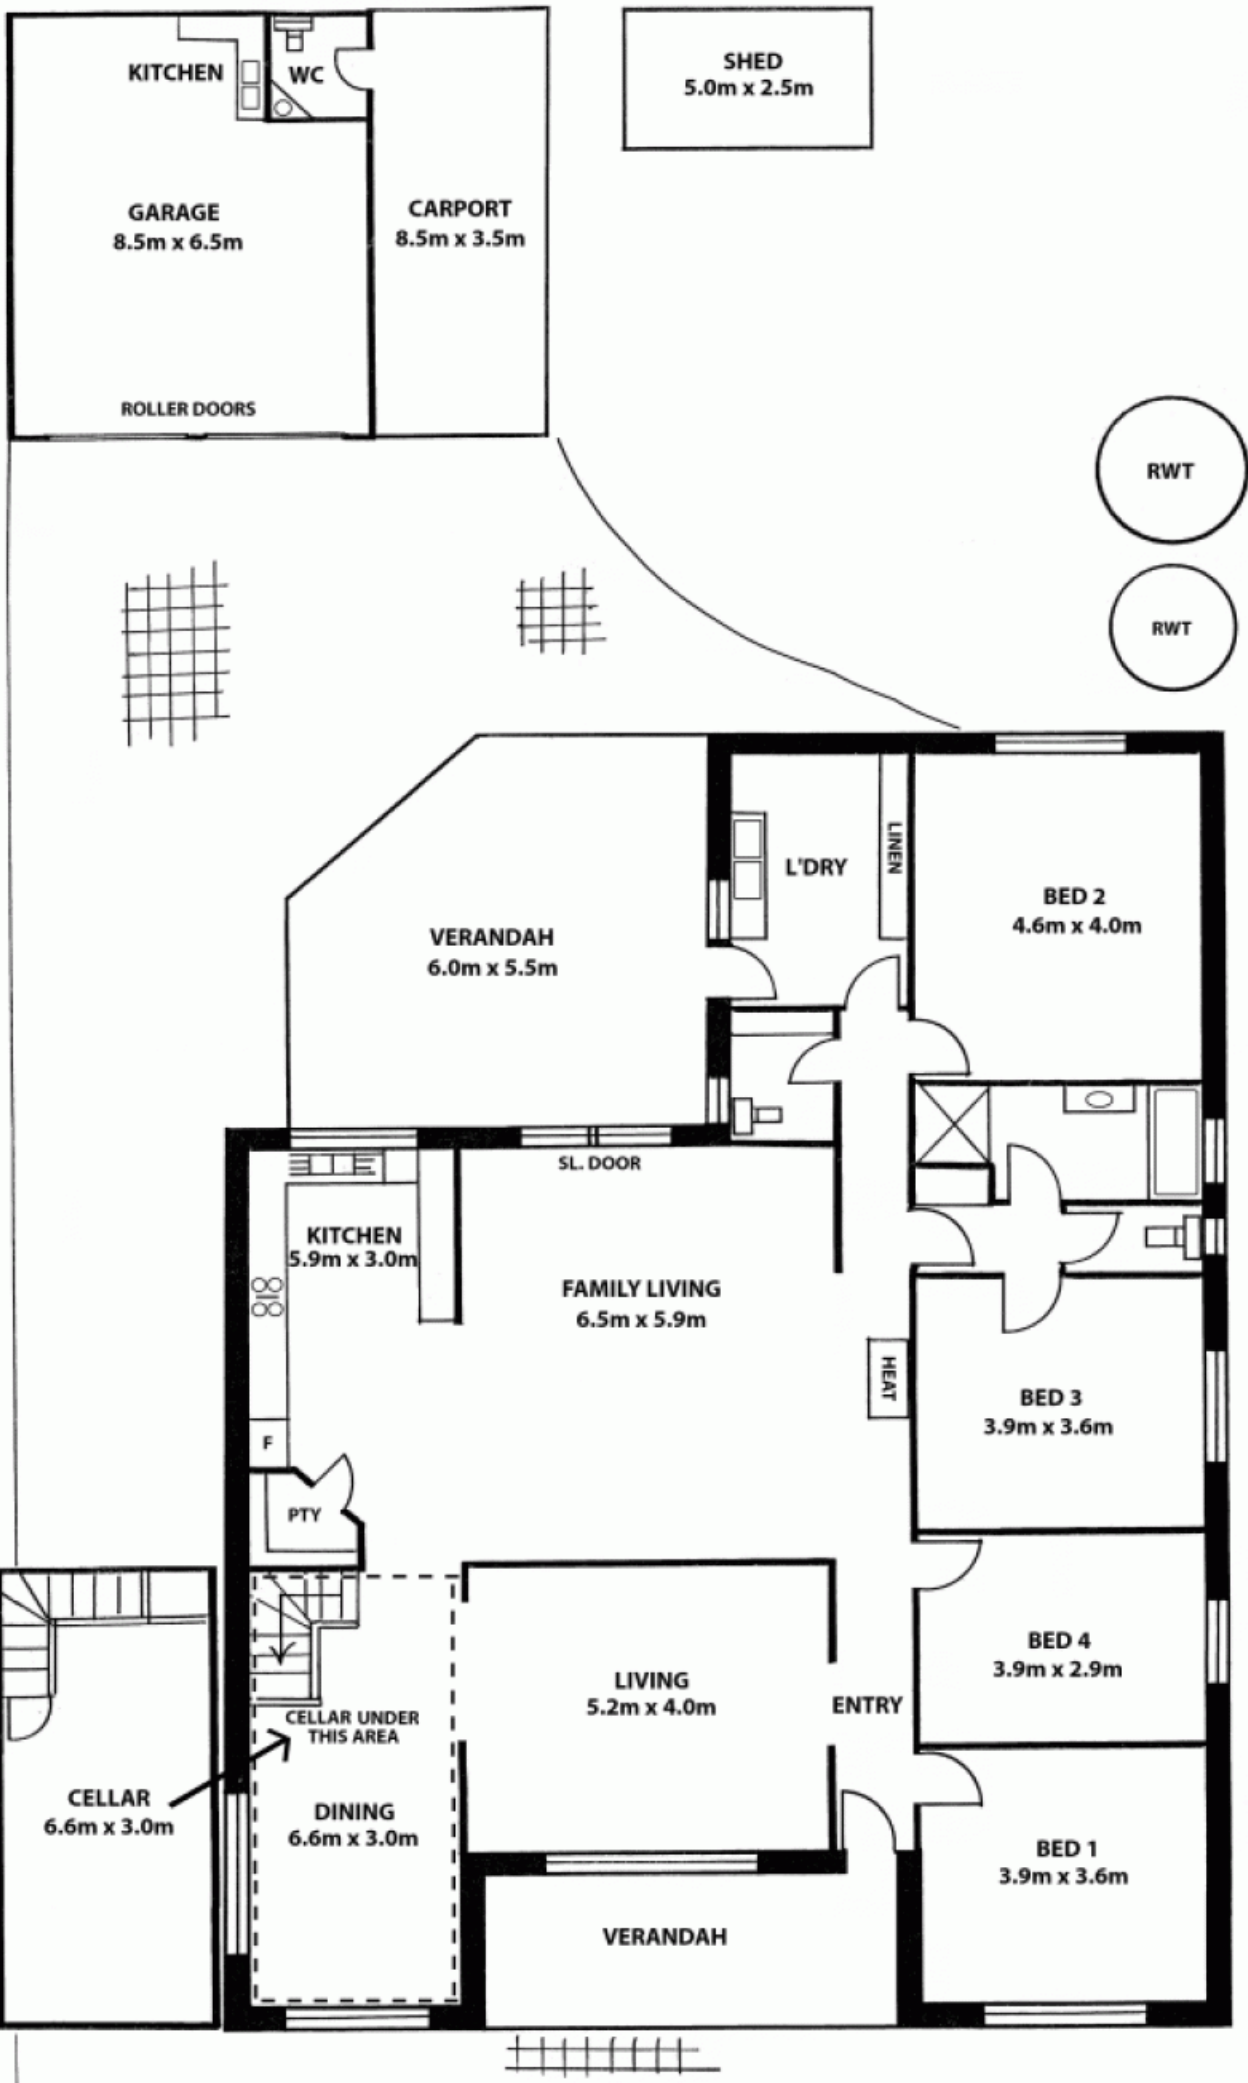 KITCHEN
WC
SHED
5.0m x 2.5m
GARAGE
8.5m x 6.5m
CARPORT
8.5m x 3.5m
ROLLER DOORS
RWT
RWT
L'DRY
LINEN
BED 2
4.6m x 4.0m
VERANDAH
6.0m x 5.5m
SL. DOOR
KITCHEN
5.9m x 3.0m
FAMILY LIVING
6.5m x 5.9m
HEAT
BED 3
3.9m x 3.6m
F
PTY
BED 4
3.9m x 2.9m
LIVING
5.2m x 4.0m
ENTRY
CELLAR UNDER
THIS AREA
CELLAR
6.6m x 3.0m
DINING
6.6m x 3.0m
BED 1
3.9m x 3.6m
VERANDAH